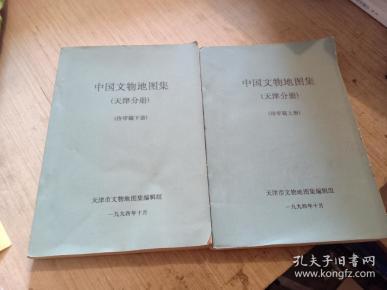 中国文物地图集
（天津分册）
（待审稿下册）
天津市文物地图集编辑组
一九九四年十月
中国文物地图集
（天津分册）
（待审稿上册）
天津市文物地图集编辑组
一九九四年十月
孔夫子旧书网